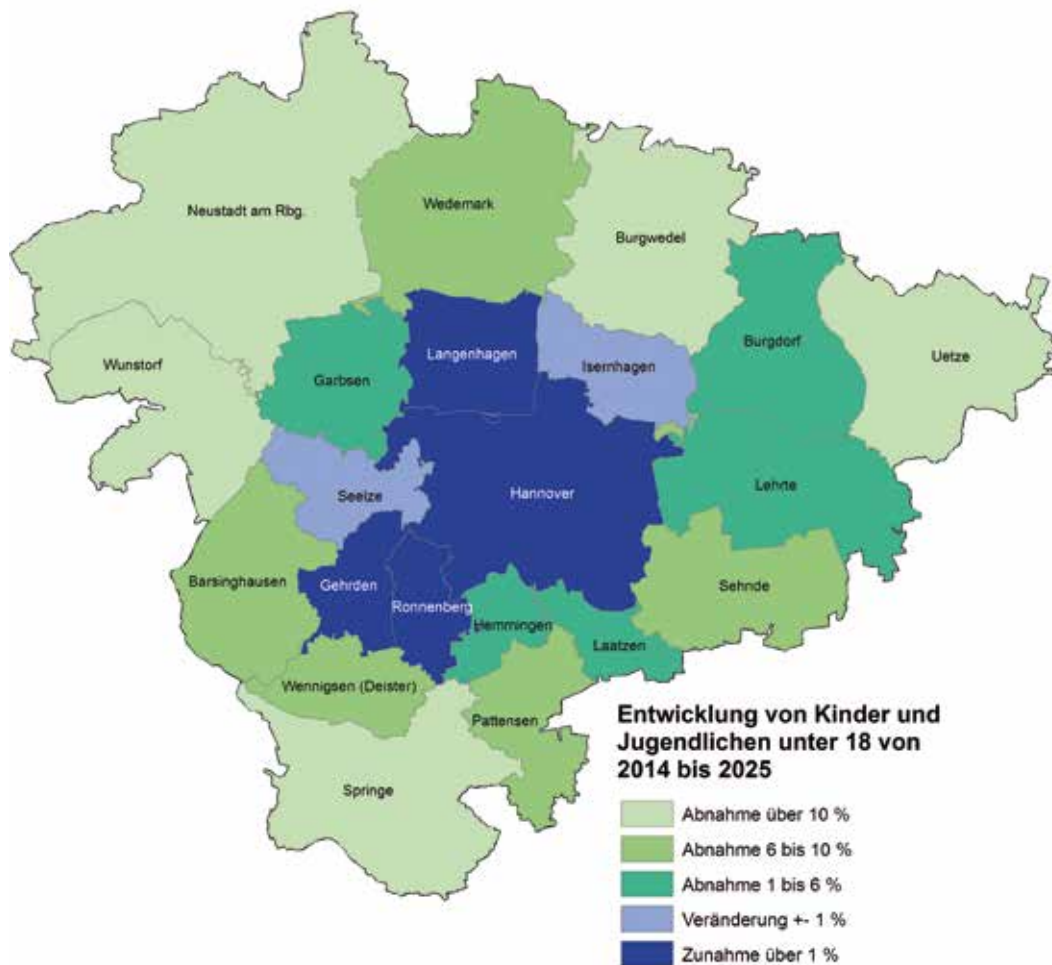 Neustadt am Rbg.
Wedemark
Burgwedel
Wunstorf
Garbsen
Langenhagen
Isernhagen
Burgdorf
Uetze
Seelze
Hannover
Lehrte
Barsinghausen
Gehrden
Ronnenberg
Hemmingen
Laatzen
Sehnde
Wennigsen (Deister)
Pattensen
Springe
Entwicklung von Kinder und
Jugendlichen unter 18 von
2014 bis 2025
Abnahme über 10 %
Abnahme 6 bis 10 %
Abnahme 1 bis 6 %
Veränderung +- 1 %
Zunahme über 1 %